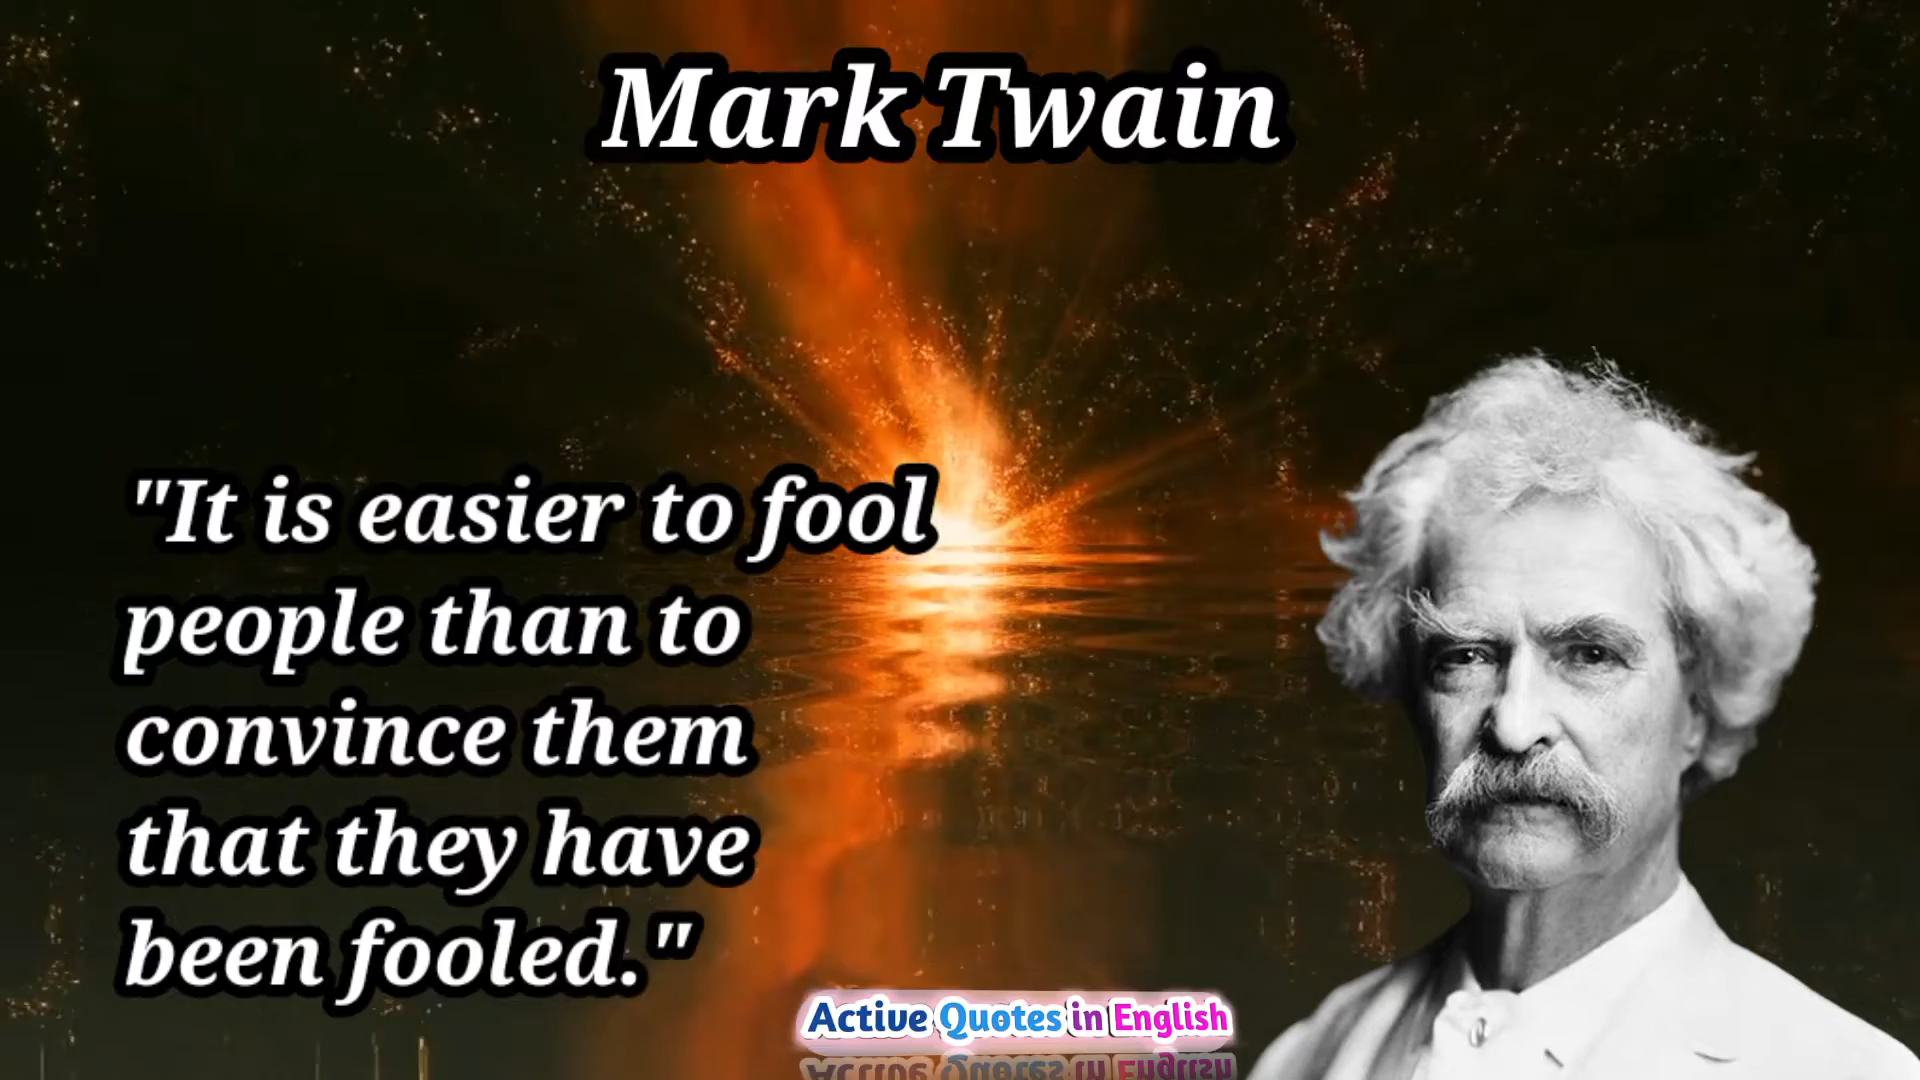 Mark Twain
"It is easier to fool
people than to
convince them
that they have
been fooled."
Active Quotes in English